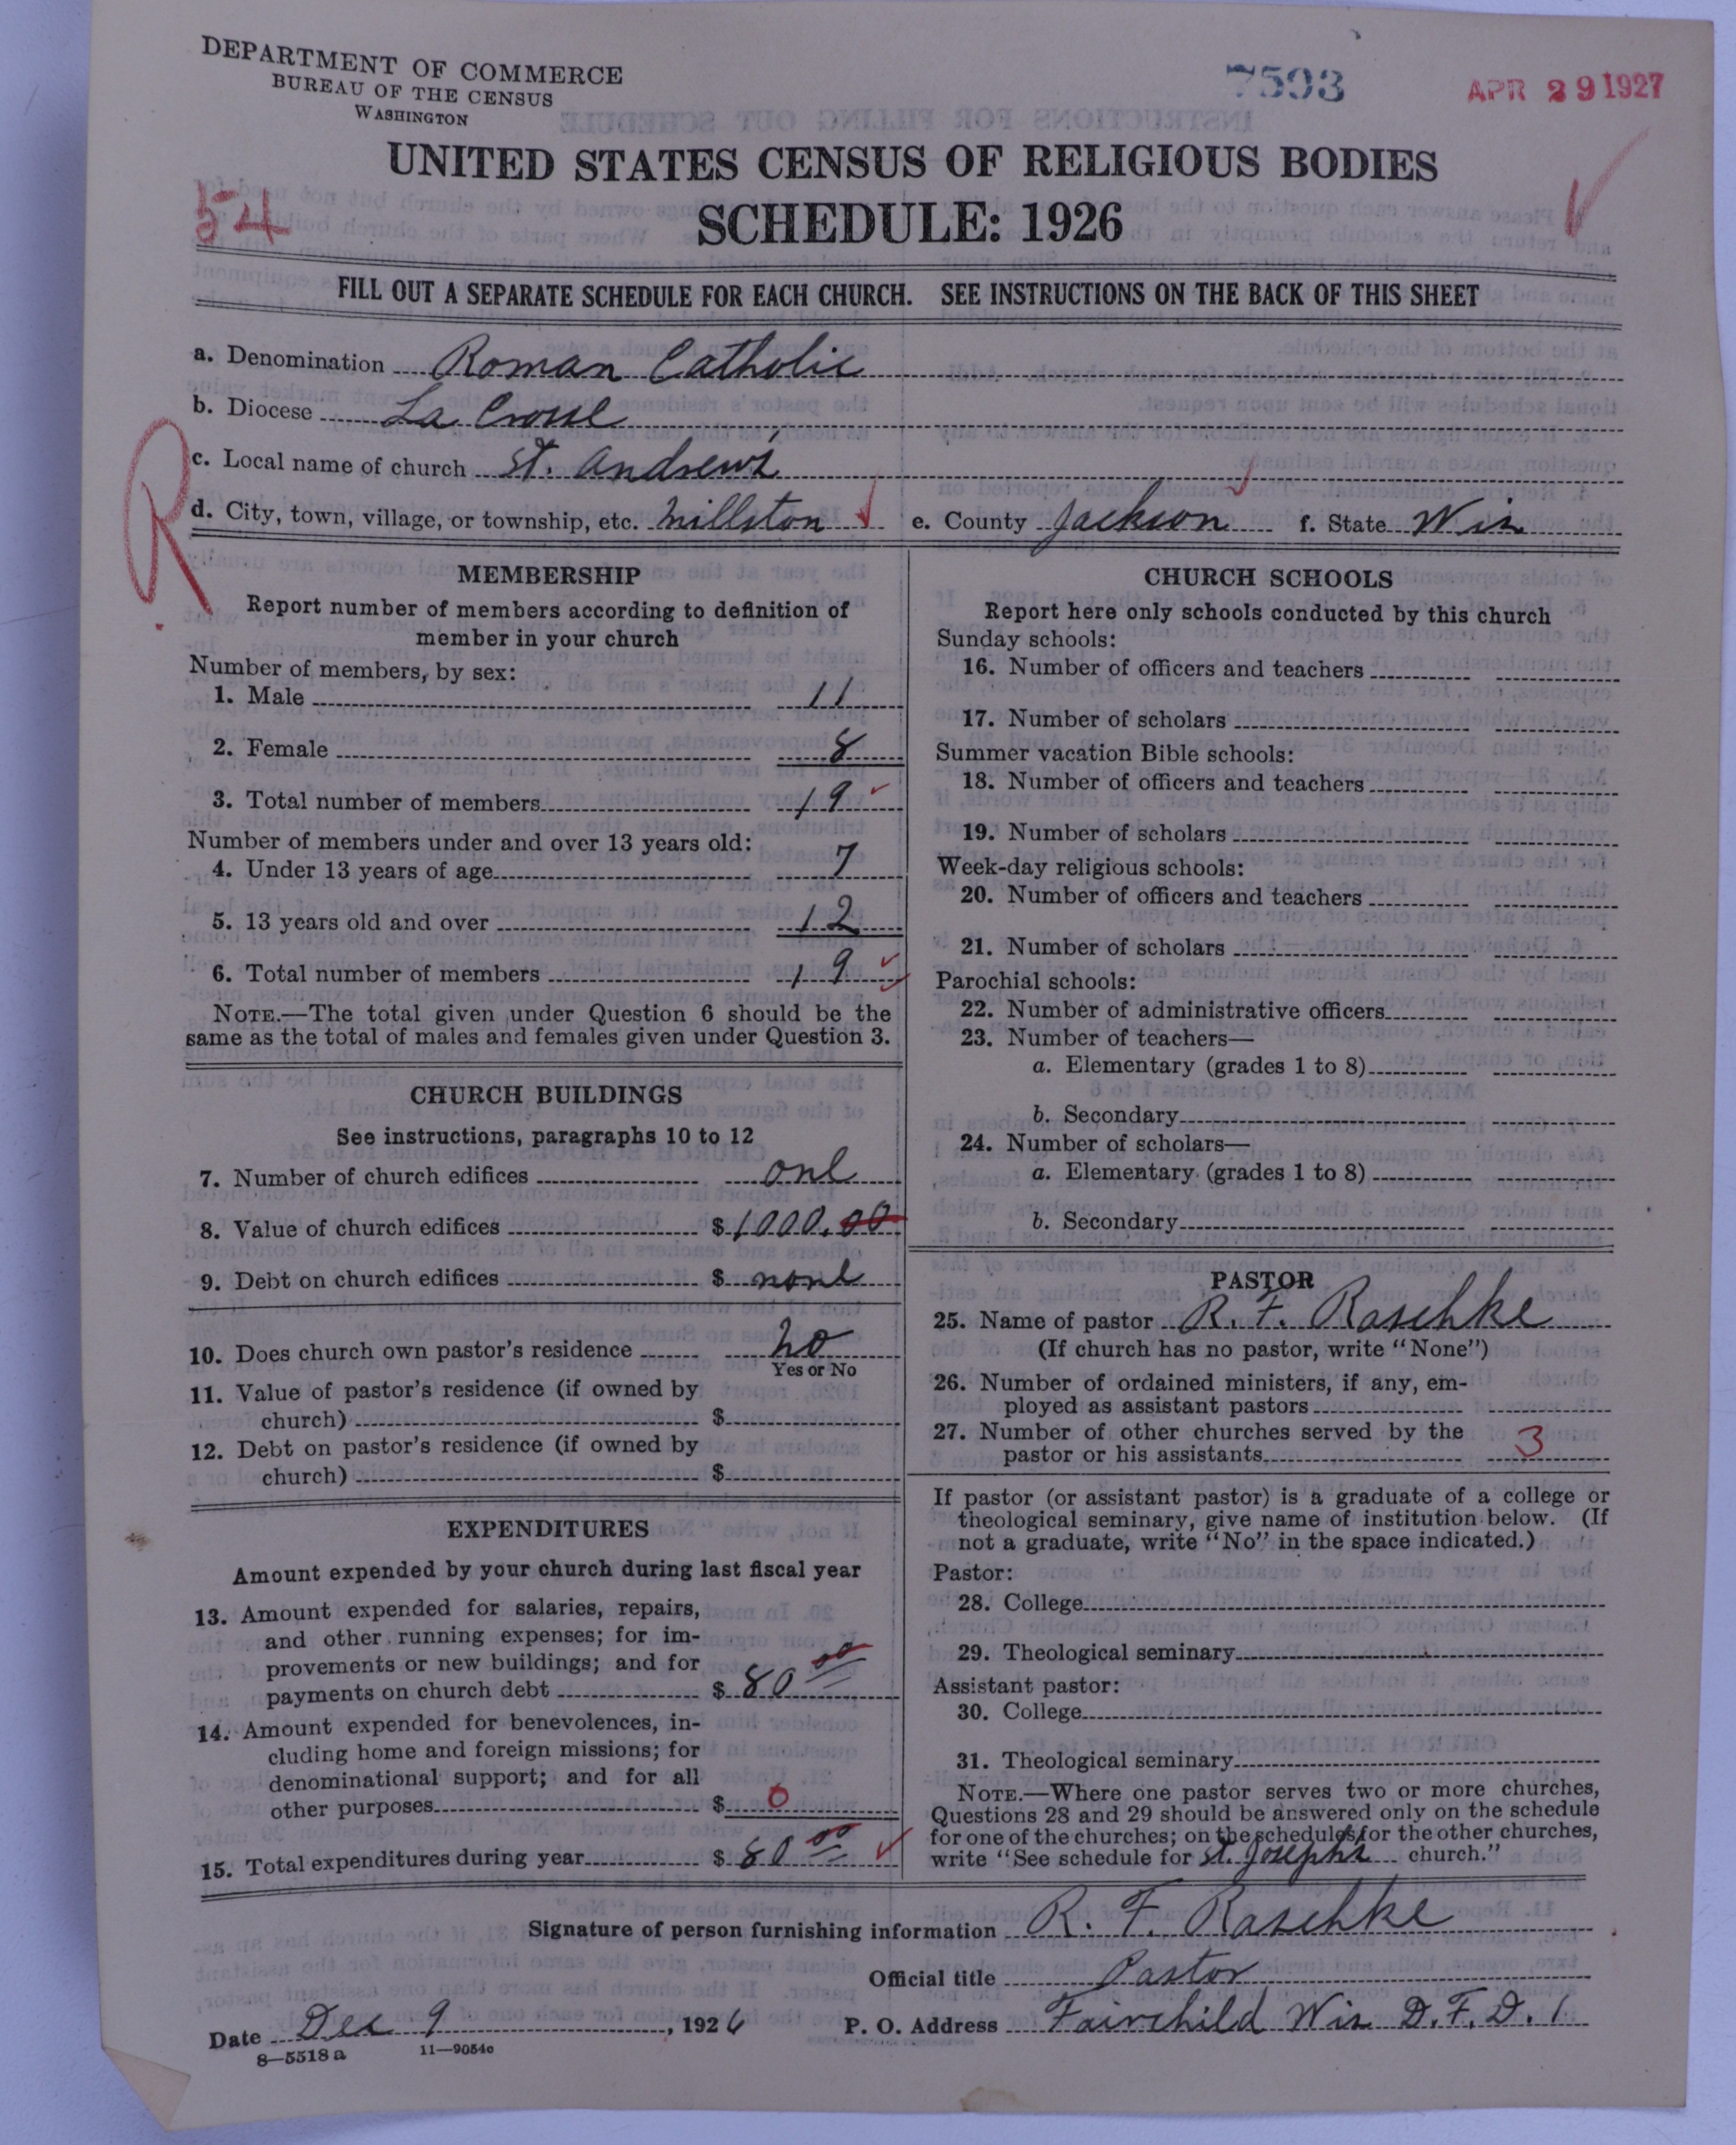 DEPARTMENT OF COMMERCE
BUREAU OF THE CENSUS
WASHINGTON
7593
APR 29 1927
UNITED STATES CENSUS OF RELIGIOUS BODIES
54
SCHEDULE: 1926
FILL OUT A SEPARATE SCHEDULE FOR EACH CHURCH. SEE INSTRUCTIONS ON THE BACK OF THIS SHEET
a. Denomination Roman Catholic
b. Diocese La Crosse
c. Local name of church St. Andrew's
R
d. City, town, village, or township, etc. Millston e. County Jackson f. State Wis
MEMBERSHIP
Report number of members according to definition of
member in your church
Number of members, by sex:
1. Male 11
2. Female 8
3. Total number of members 19
Number of members under and over 13 years old:
4. Under 13 years of age 7
5. 13 years old and over 12
6. Total number of members 19
NOTE.—The total given under Question 6 should be the
same as the total of males and females given under Question 3.
CHURCH BUILDINGS
See instructions, paragraphs 10 to 12
7. Number of church edifices one
8. Value of church edifices $ 1000.00
9. Debt on church edifices $ none
10. Does church own pastor's residence no
Yes or No
11. Value of pastor's residence (if owned by
church) $
12. Debt on pastor's residence (if owned by
church) $
EXPENDITURES
Amount expended by your church during last fiscal year
13. Amount expended for salaries, repairs,
and other running expenses; for im-
provements or new buildings; and for
payments on church debt $ 80 00
14. Amount expended for benevolences, in-
cluding home and foreign missions; for
denominational support; and for all
other purposes $ 0
15. Total expenditures during year $ 80 00
CHURCH SCHOOLS
Report here only schools conducted by this church
Sunday schools:
16. Number of officers and teachers
17. Number of scholars
Summer vacation Bible schools:
18. Number of officers and teachers
19. Number of scholars
Week-day religious schools:
20. Number of officers and teachers
21. Number of scholars
Parochial schools:
22. Number of administrative officers
23. Number of teachers—
a. Elementary (grades 1 to 8)
b. Secondary
24. Number of scholars—
a. Elementary (grades 1 to 8)
b. Secondary
PASTOR
25. Name of pastor R. F. Raschke
(If church has no pastor, write "None")
26. Number of ordained ministers, if any, em-
ployed as assistant pastors
27. Number of other churches served by the
pastor or his assistants 3
If pastor (or assistant pastor) is a graduate of a college or
theological seminary, give name of institution below. (If
not a graduate, write "No" in the space indicated.)
Pastor:
28. College
29. Theological seminary
Assistant pastor:
30. College
31. Theological seminary
NOTE.—Where one pastor serves two or more churches,
Questions 28 and 29 should be answered only on the schedule
for one of the churches; on the schedules for the other churches,
write "See schedule for St. Joseph's church."
Signature of person furnishing information R. F. Raschke
Official title Pastor
Date Dec 9, 1926 P. O. Address Fairchild Wis D.F.D. 1
8—5518 a 11—9054c